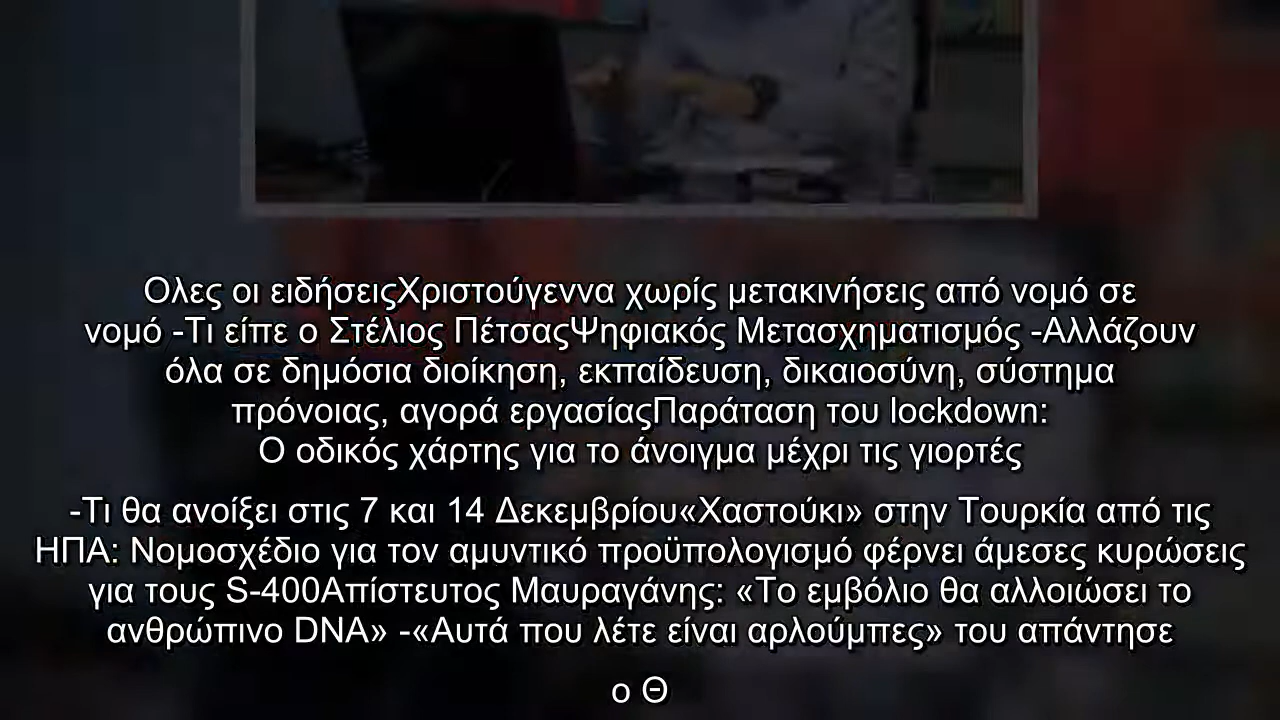 Ολες οι ειδήσειςΧριστούγεννα χωρίς μετακινήσεις από νομό σε
νομό -Τι είπε ο Στέλιος ΠέτσαςΨηφιακός Μετασχηματισμός -Αλλάζουν
όλα σε δημόσια διοίκηση, εκπαίδευση, δικαιοσύνη, σύστημα
πρόνοιας, αγορά εργασίαςΠαράταση του lockdown:
Ο οδικός χάρτης για το άνοιγμα μέχρι τις γιορτές
-Τι θα ανοίξει στις 7 και 14 Δεκεμβρίου«Χαστούκι» στην Τουρκία από τις
ΗΠΑ: Νομοσχέδιο για τον αμυντικό προϋπολογισμό φέρνει άμεσες κυρώσεις
για τους S-400Απίστευτος Μαυραγάνης: «Το εμβόλιο θα αλλοιώσει το
ανθρώπινο DNA» -«Αυτά που λέτε είναι αρλούμπες» του απάντησε
ο Θ